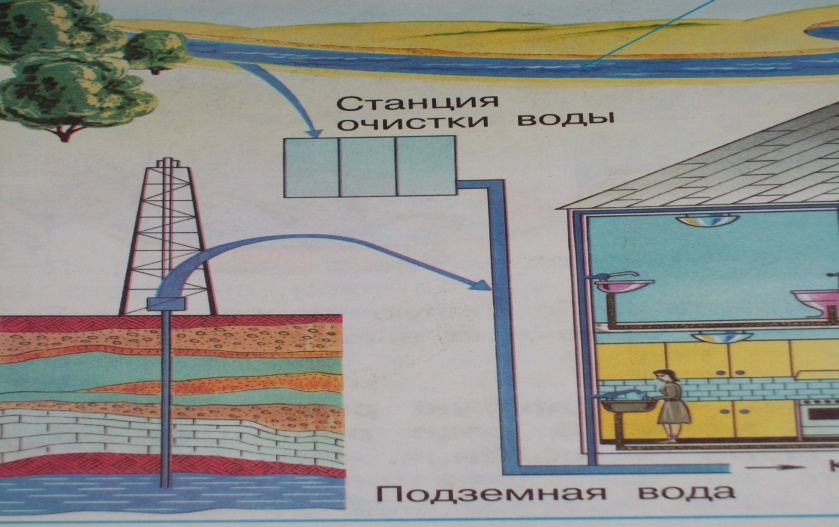 Станция
очистки воды
Подземная вода